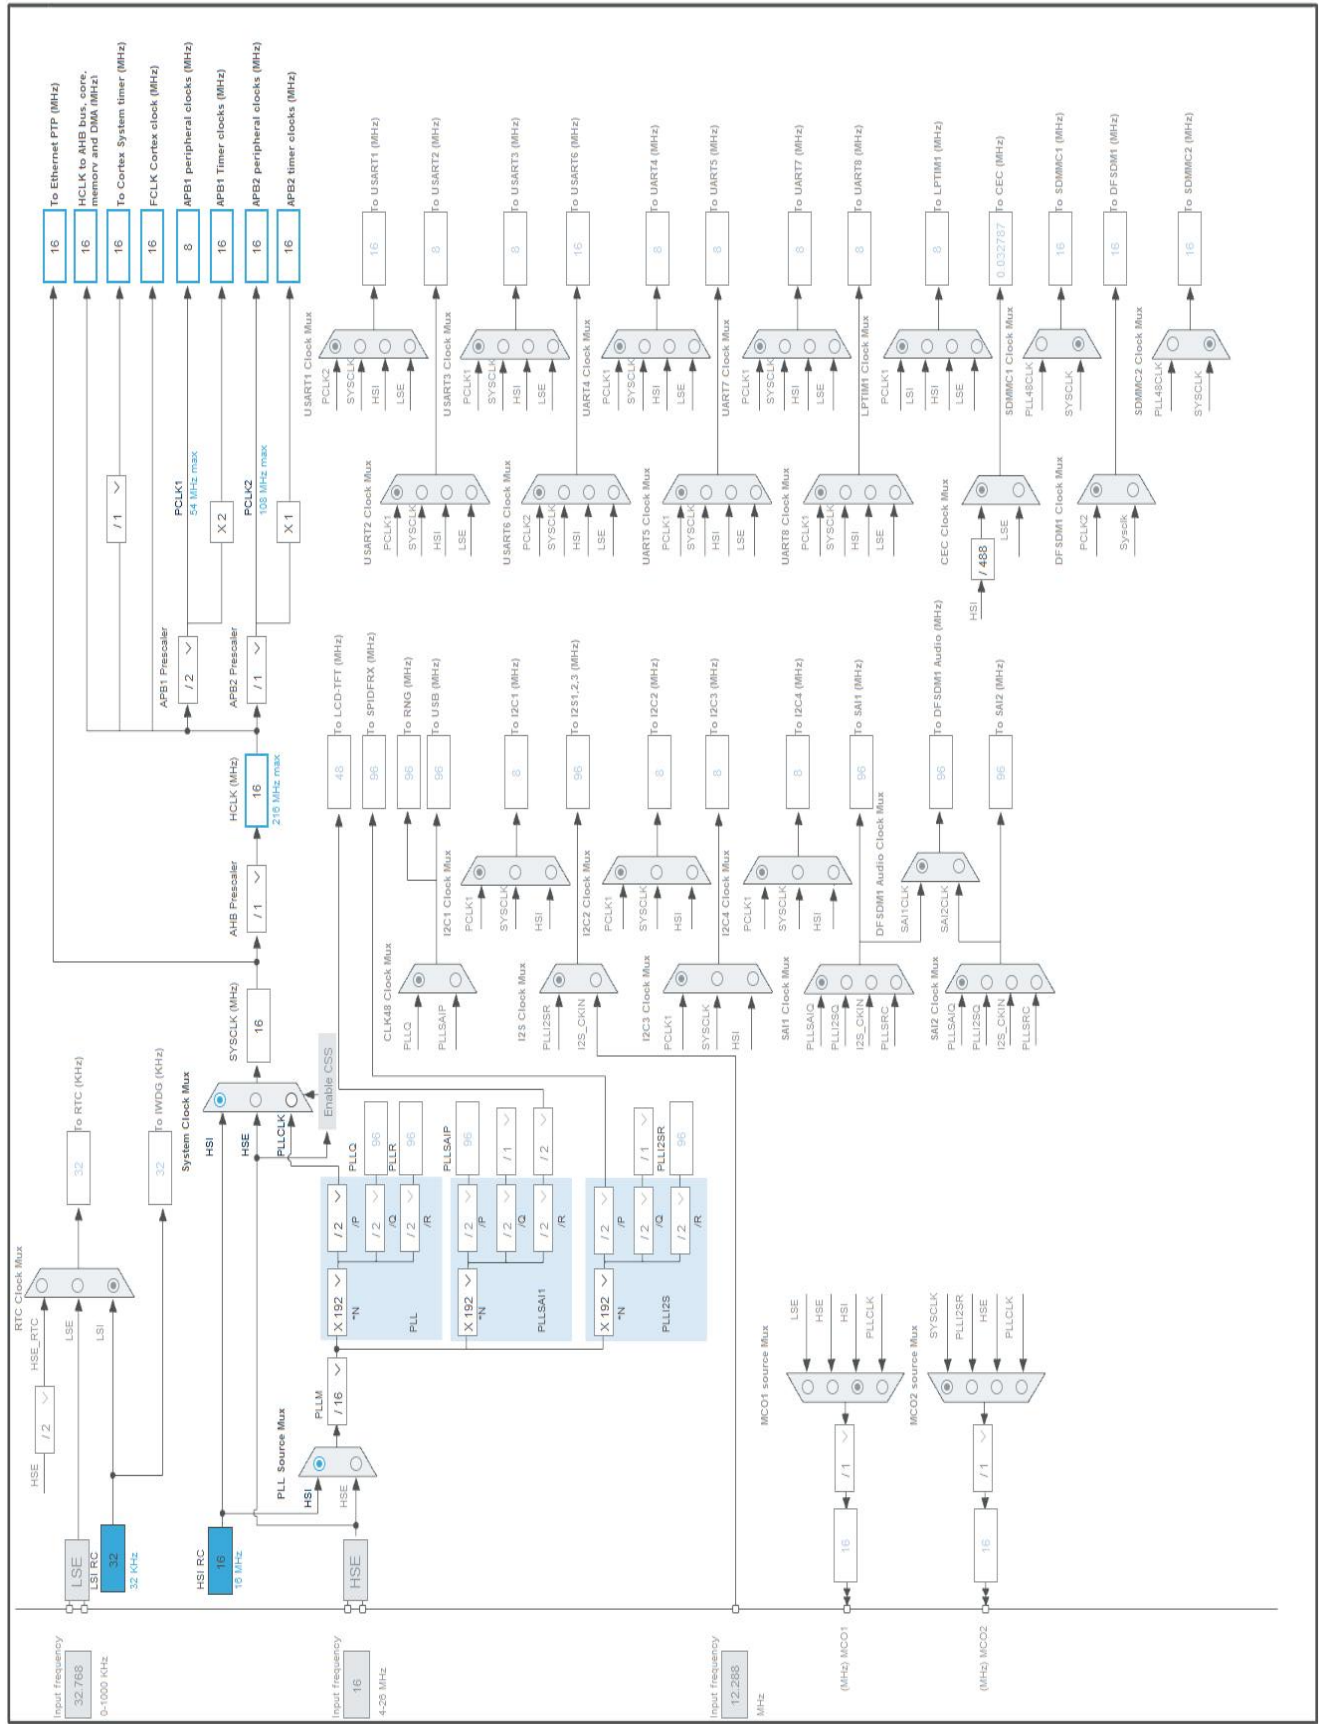 Input frequency
32.768
0-1000 KHz
LSE
LSI RC
32
32 KHz
HSE
/ 2
HSE_RTC
LSE
LSI
RTC Clock Mux
32
To RTC (KHz)
32
To IWDG (KHz)
HSI RC
16
16 MHz
Input frequency
16
4-26 MHz
HSE
PLL Source Mux
HSI
HSE
PLLM
/ 16
System Clock Mux
HSI
HSE
PLLCLK
Enable CSS
SYSCLK (MHz)
16
AHB Prescaler
/ 1
HCLK (MHz)
16
216 MHz max
APB1 Prescaler
/ 2
APB2 Prescaler
/ 1
/ 1
PCLK1
54 MHz max
X 2
PCLK2
108 MHz max
X 1
16
To Ethernet PTP (MHz)
16
HCLK to AHB bus, core,
memory and DMA (MHz)
16
To Cortex System timer (MHz)
16
FCLK Cortex clock (MHz)
8
APB1 peripheral clocks (MHz)
16
APB1 Timer clocks (MHz)
16
APB2 peripheral clocks (MHz)
16
APB2 timer clocks (MHz)
X 192
*N
PLL
/ 2
/P
/ 2
/Q
/ 2
/R
PLLQ
96
PLLR
96
X 192
*N
PLLSAI1
/ 2
/P
/ 2
/Q
/ 2
/R
PLLSAIP
96
/ 1
/ 2
X 192
*N
PLLI2S
/ 2
/P
/ 2
/Q
/ 2
/R
/ 1
PLLI2SR
96
48
To LCD-TFT (MHz)
96
To SPIDFRX (MHz)
96
To RNG (MHz)
96
To USB (MHz)
CLK48 Clock Mux
PLLQ
PLLSAIP
I2C1 Clock Mux
PCLK1
SYSCLK
HSI
8
To I2C1 (MHz)
I2S Clock Mux
PLLI2SR
I2S_CKIN
96
To I2S1,2,3 (MHz)
I2C2 Clock Mux
PCLK1
SYSCLK
HSI
8
To I2C2 (MHz)
I2C3 Clock Mux
PCLK1
SYSCLK
HSI
8
To I2C3 (MHz)
I2C4 Clock Mux
PCLK1
SYSCLK
HSI
8
To I2C4 (MHz)
SAI1 Clock Mux
PLLSAIQ
PLLI2SQ
I2S_CKIN
PLLSRC
96
To SAI1 (MHz)
DFSDM1 Audio Clock Mux
SAI1CLK
SAI2CLK
96
To DFSDM1 Audio (MHz)
SAI2 Clock Mux
PLLSAIQ
PLLI2SQ
I2S_CKIN
PLLSRC
96
To SAI2 (MHz)
USART1 Clock Mux
PCLK2
SYSCLK
HSI
LSE
16
To USART1 (MHz)
USART2 Clock Mux
PCLK1
SYSCLK
HSI
LSE
8
To USART2 (MHz)
USART3 Clock Mux
PCLK1
SYSCLK
HSI
LSE
8
To USART3 (MHz)
USART6 Clock Mux
PCLK2
SYSCLK
HSI
LSE
16
To USART6 (MHz)
UART4 Clock Mux
PCLK1
SYSCLK
HSI
LSE
8
To UART4 (MHz)
UART5 Clock Mux
PCLK1
SYSCLK
HSI
LSE
8
To UART5 (MHz)
UART7 Clock Mux
PCLK1
SYSCLK
HSI
LSE
8
To UART7 (MHz)
UART8 Clock Mux
PCLK1
SYSCLK
HSI
LSE
8
To UART8 (MHz)
LPTIM1 Clock Mux
PCLK1
LSI
HSI
LSE
8
To LPTIM1 (MHz)
HSI
/ 488
LSE
CEC Clock Mux
0.032787
To CEC (MHz)
SDMMC1 Clock Mux
PLL48CLK
SYSCLK
16
To SDMMC1 (MHz)
DFSDM1 Clock Mux
PCLK2
Sysclk
16
To DFSDM1 (MHz)
SDMMC2 Clock Mux
PLL48CLK
SYSCLK
16
To SDMMC2 (MHz)
Input frequency
12.288
MHz
MCO1 source Mux
LSE
HSE
HSI
PLLCLK
/ 1
16
(MHz) MCO1
MCO2 source Mux
SYSCLK
PLLI2SR
HSE
PLLCLK
/ 1
16
(MHz) MCO2